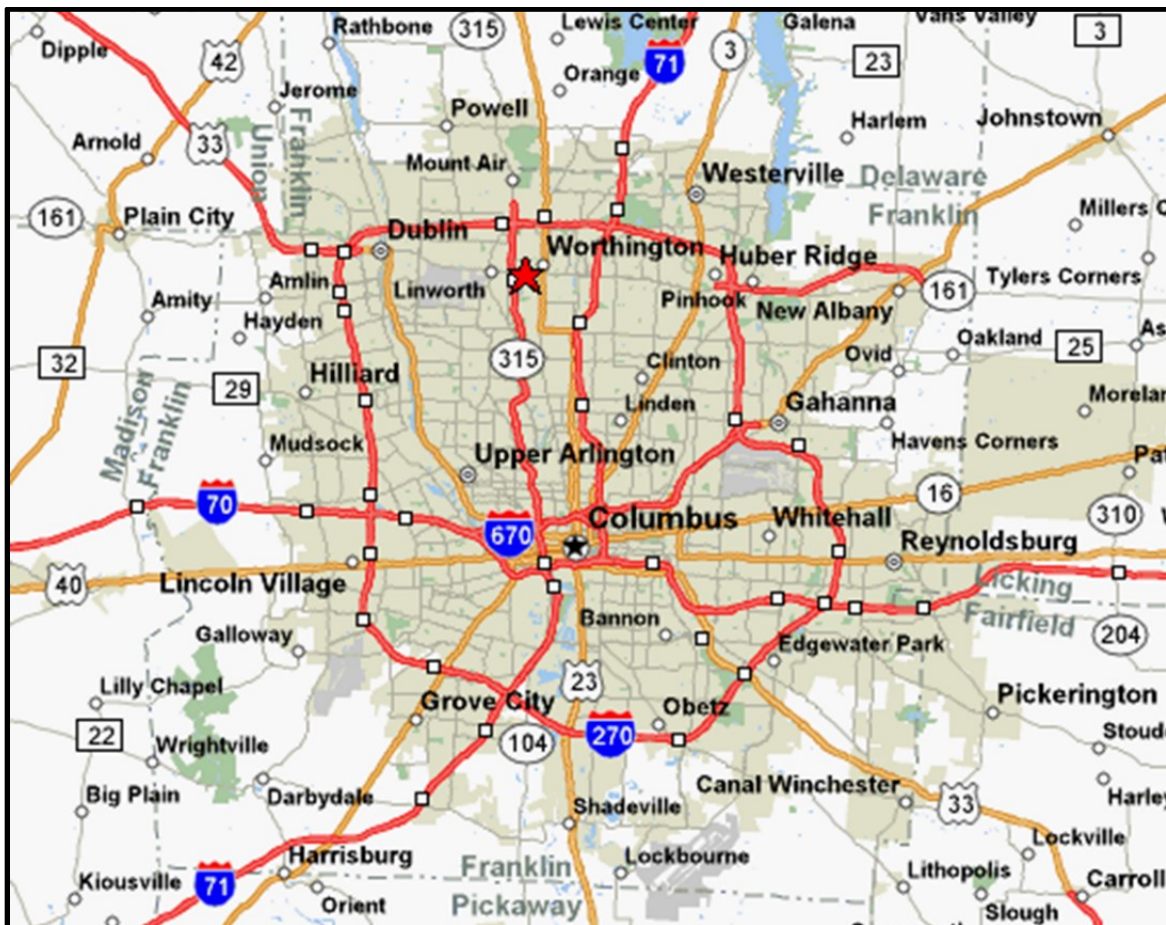 Rathbone
315
Lewis Center
Galena
Vans Valley
3
Dipple
42
71
3
23
Orange
Jerome
Powell
Harlem
Johnstown
Arnold
33
Union
Franklin
Mount Air
Westerville
Delaware
Franklin
161
Plain City
Dublin
Worthington
Huber Ridge
Millers C
Amlin
Linworth
Pinhook
New Albany
161
Tylers Corners
Amity
Hayden
Oakland
As
32
315
Clinton
Ovid
25
29
Hilliard
Linden
Gahanna
Morelan
Madison
Franklin
Mudsock
Upper Arlington
Havens Corners
Pat
70
16
310
670
Columbus
Whitehall
Reynoldsburg
40
Lincoln Village
Licking
Fairfield
Galloway
Bannon
Edgewater Park
204
Lilly Chapel
23
Pickerington
22
Grove City
Obetz
Wrightville
104
270
Stoud
Big Plain
Darbydale
Shadeville
Canal Winchester
33
Harley
Lockville
Harrisburg
Franklin
Pickaway
Lockbourne
Lithopolis
Carroll
Kiousville
71
Orient
Slough